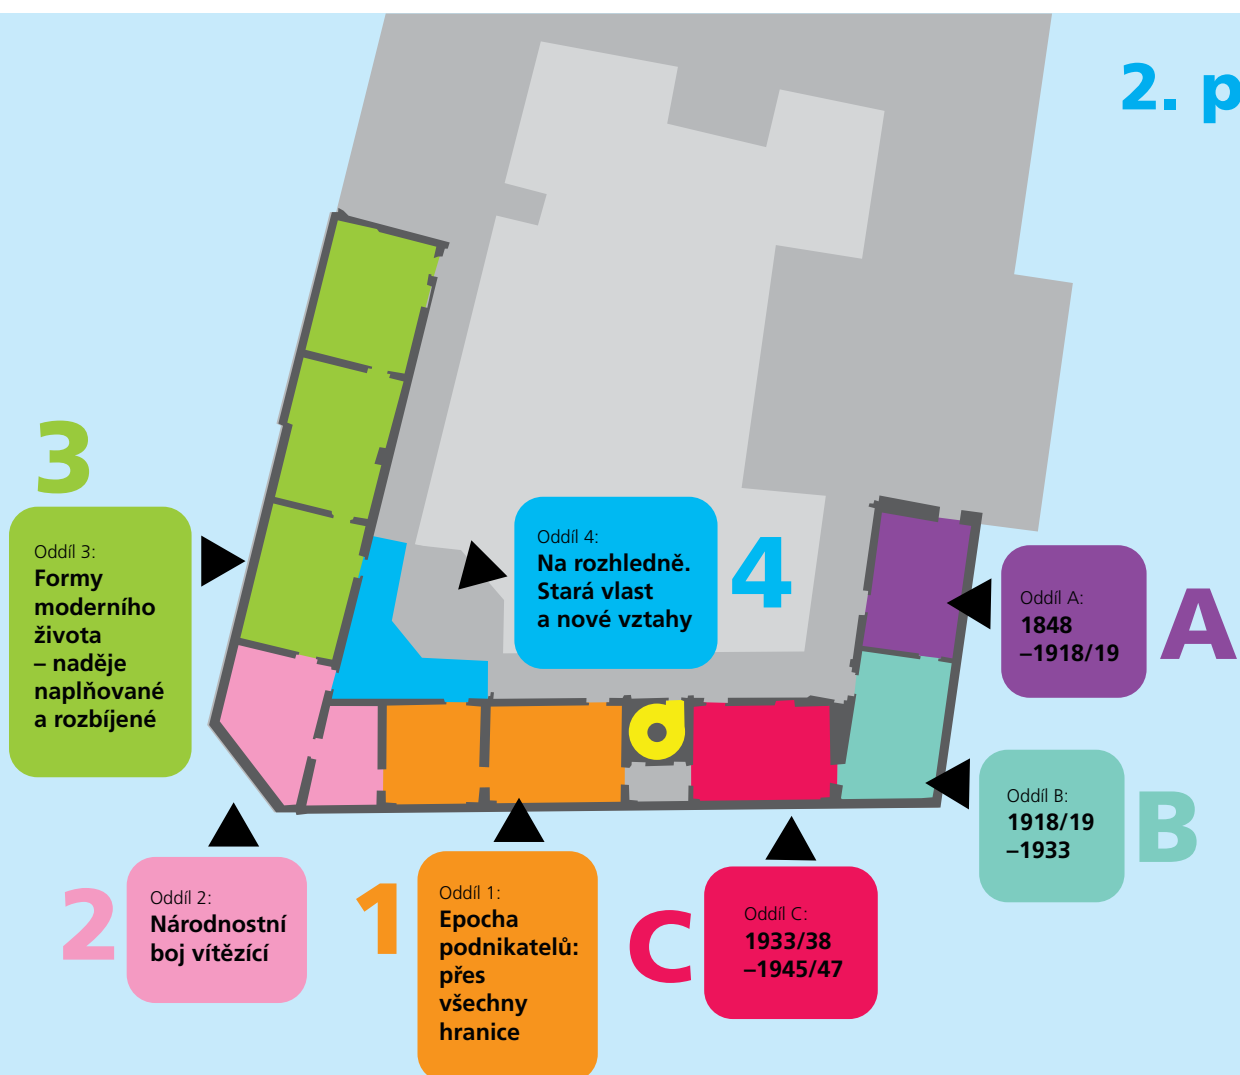 2. p
3
Oddíl 3:
Formy
moderního
života
– naděje
naplňované
a rozbíjené
Oddíl 4:
Na rozhledně.
Stará vlast
a nové vztahy
4
Oddíl A:
1848
–1918/19
A
Oddíl B:
1918/19
–1933
B
2
Oddíl 2:
Národnostní
boj vítězící
1
Oddíl 1:
Epocha
podnikatelů:
přes
všechny
hranice
C
Oddíl C:
1933/38
–1945/47